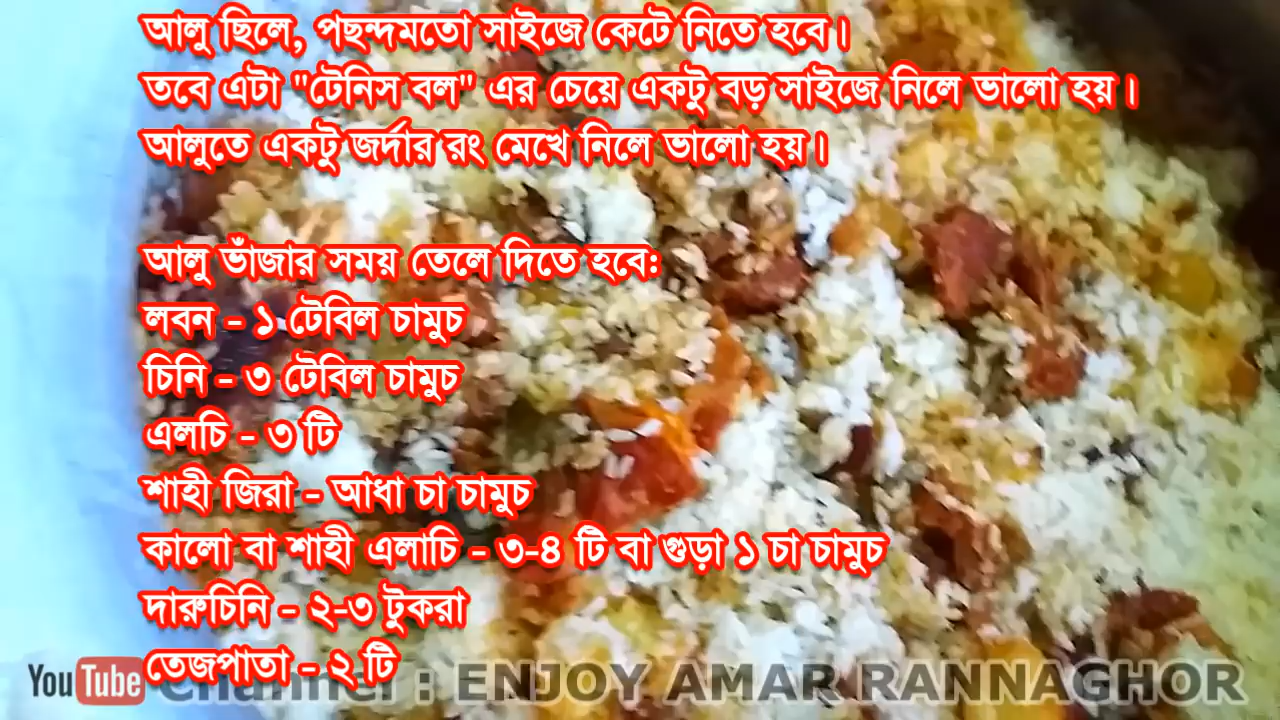 আলু ছিলে, পছন্দমতো সাইজে কেটে নিতে হবে।
তবে এটা "টেনিস বল" এর চেয়ে একটু বড় সাইজে নিলে ভালো হয়।
আলুতে একটু জর্দার রং মেখে নিলে ভালো হয়।
আলু ভাঁজার সময় তেলে দিতে হবে:
লবন - ১ টেবিল চামুচ
চিনি - ৩ টেবিল চামুচ
এলচি - ৩ টি
শাহী জিরা - আধা চা চামুচ
কালো বা শাহী এলাচি - ৩-৪ টি বা গুড়া ১ চা চামুচ
দারুচিনি - ২-৩ টুকরা
তেজপাতা - ২ টি
YouTube Channel : ENJOY AMAR RANNAGHOR